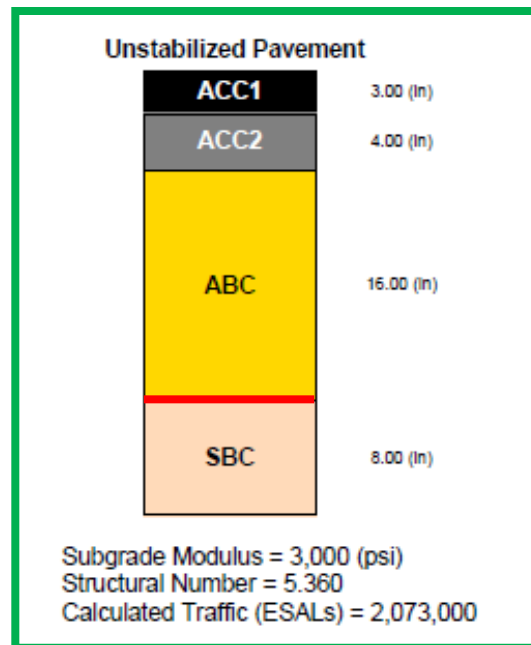 Unstabilized Pavement
ACC1 3.00 (in)
ACC2 4.00 (in)
ABC 16.00 (in)
SBC 8.00 (in)
Subgrade Modulus = 3,000 (psi)
Structural Number = 5.360
Calculated Traffic (ESALs) = 2,073,000